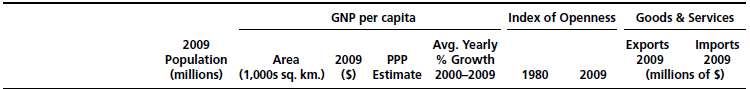 GNP per capita Index of Openness Goods & Services
2009 Avg. Yearly Exports Imports
Population Area 2009 PPP % Growth 2009 2009
(millions) (1,000s sq. km.) ($) Estimate 2000–2009 1980 2009 (millions of $)